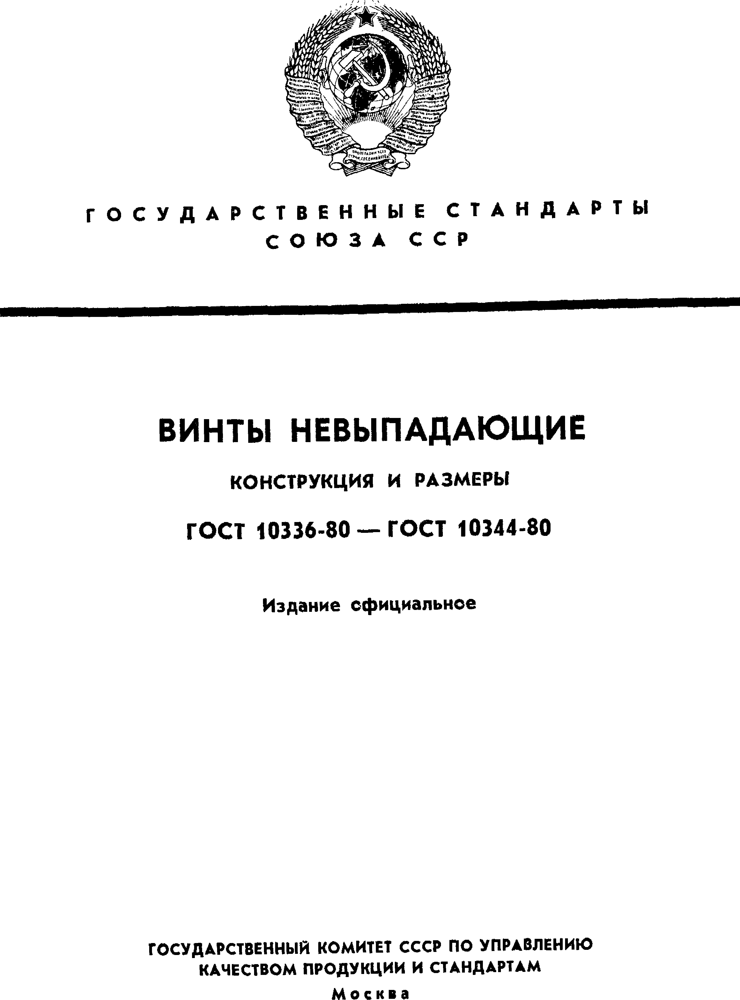 ПРОЛЕТАРИИ ВСЕХ
СТРАН, СОЕДИНЯЙТЕСЬ!
ГОСУДАРСТВЕННЫЕ СТАНДАРТЫ
СОЮЗА ССР
ВИНТЫ НЕВЫПАДАЮЩИЕ
КОНСТРУКЦИЯ И РАЗМЕРЫ
ГОСТ 10336-80 — ГОСТ 10344-80
Издание официальное
ГОСУДАРСТВЕННЫЙ КОМИТЕТ СССР ПО УПРАВЛЕНИЮ
КАЧЕСТВОМ ПРОДУКЦИИ И СТАНДАРТАМ
Москва